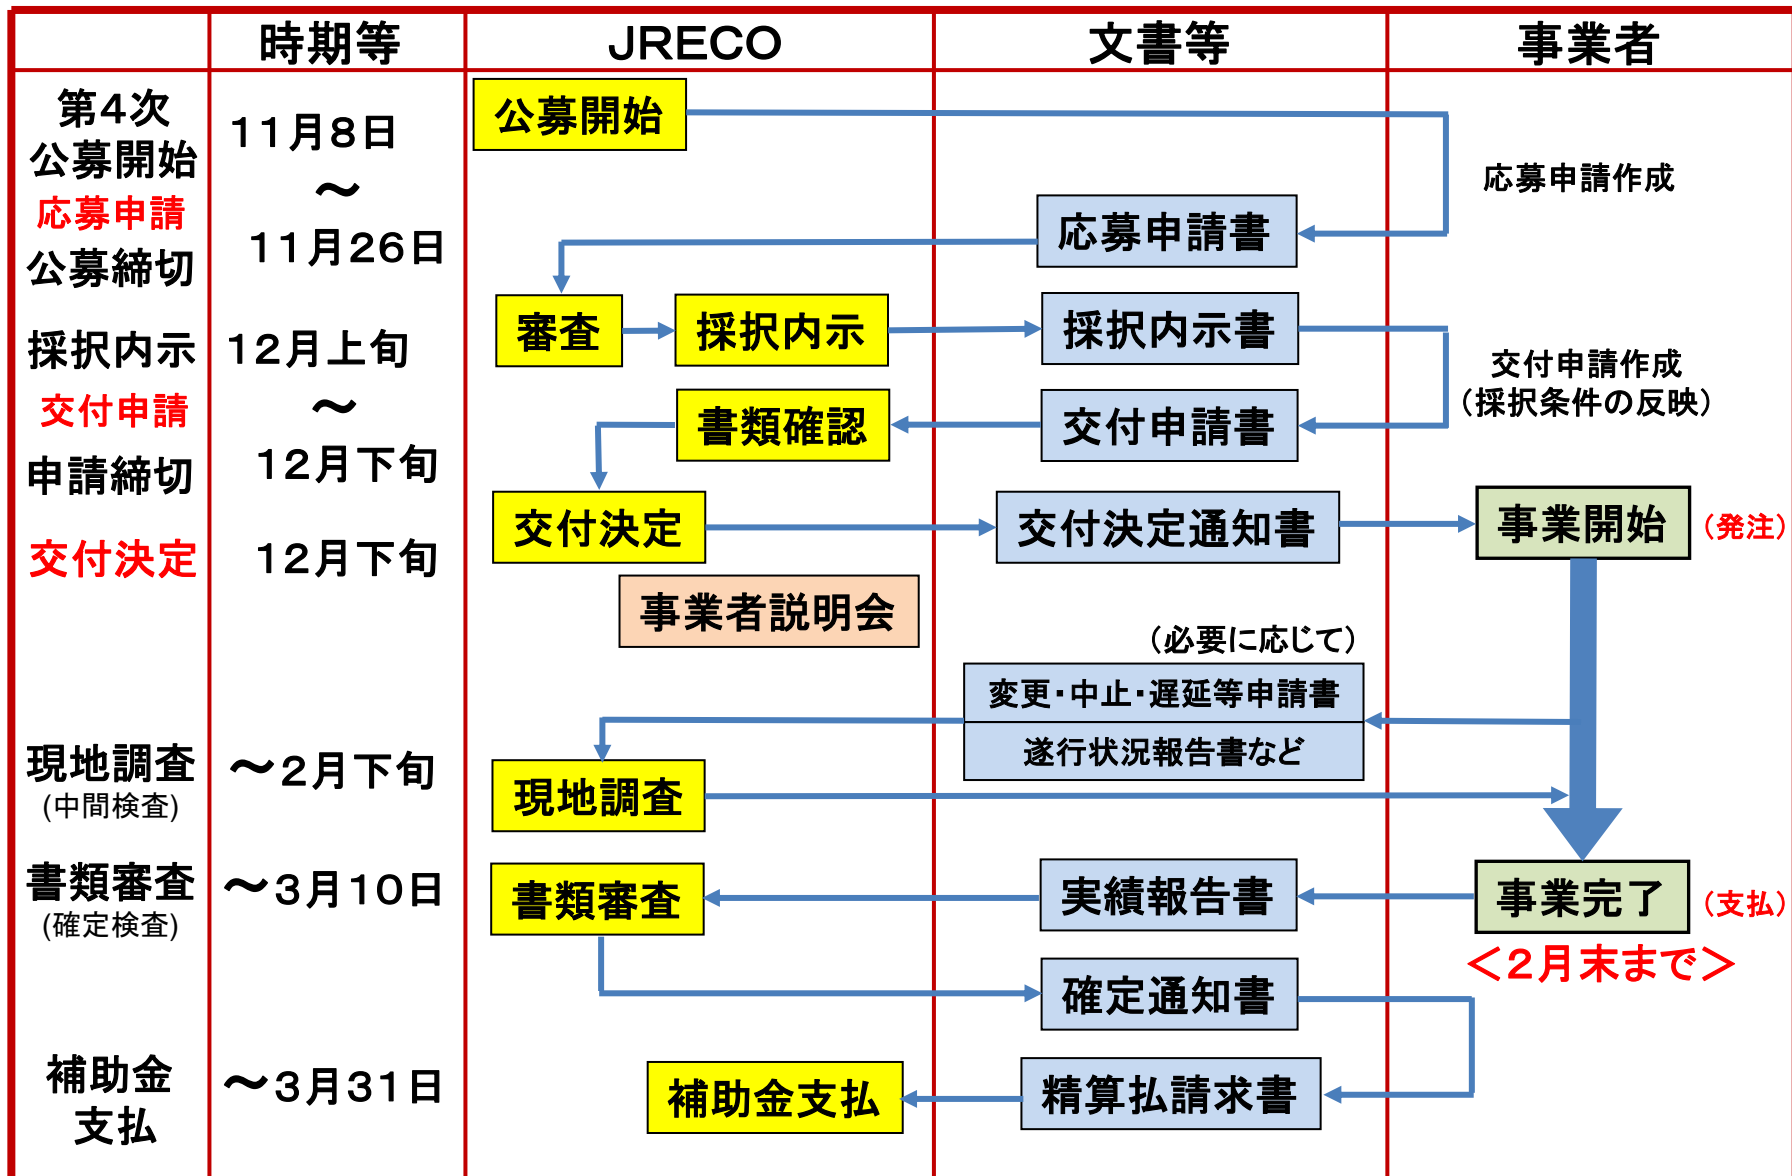 時期等
JRECO
文書等
事業者
第4次
公募開始
応募申請
公募締切
11月8日
～
11月26日
公募開始
応募申請作成
応募申請書
採択内示
12月上旬
審査
採択内示
採択内示書
交付申請作成
（採択条件の反映）
交付申請
～
書類確認
交付申請書
申請締切
12月下旬
交付決定
12月下旬
交付決定
交付決定通知書
事業開始
（発注）
事業者説明会
（必要に応じて）
変更・中止・遅延等申請書
遂行状況報告書など
現地調査
(中間検査)
～2月下旬
現地調査
書類審査
(確定検査)
～3月10日
書類審査
実績報告書
事業完了
（支払）
＜2月末まで＞
確定通知書
補助金
支払
～3月31日
補助金支払
精算払請求書